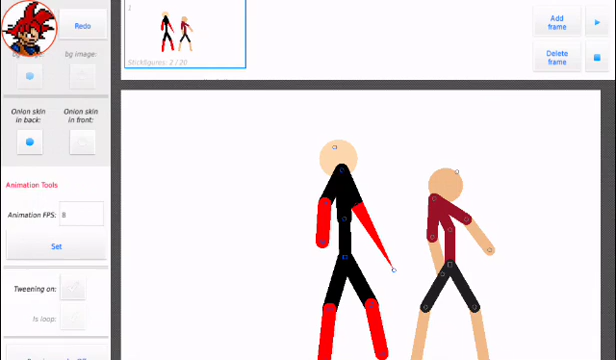 Redo
bg image:
Onion skin
in back:
Onion skin
in front:
Animation Tools
Animation FPS:
8
Set
Tweening on:
Is loop:
1
Stickfigures: 2 / 20
Add
frame
Delete
frame